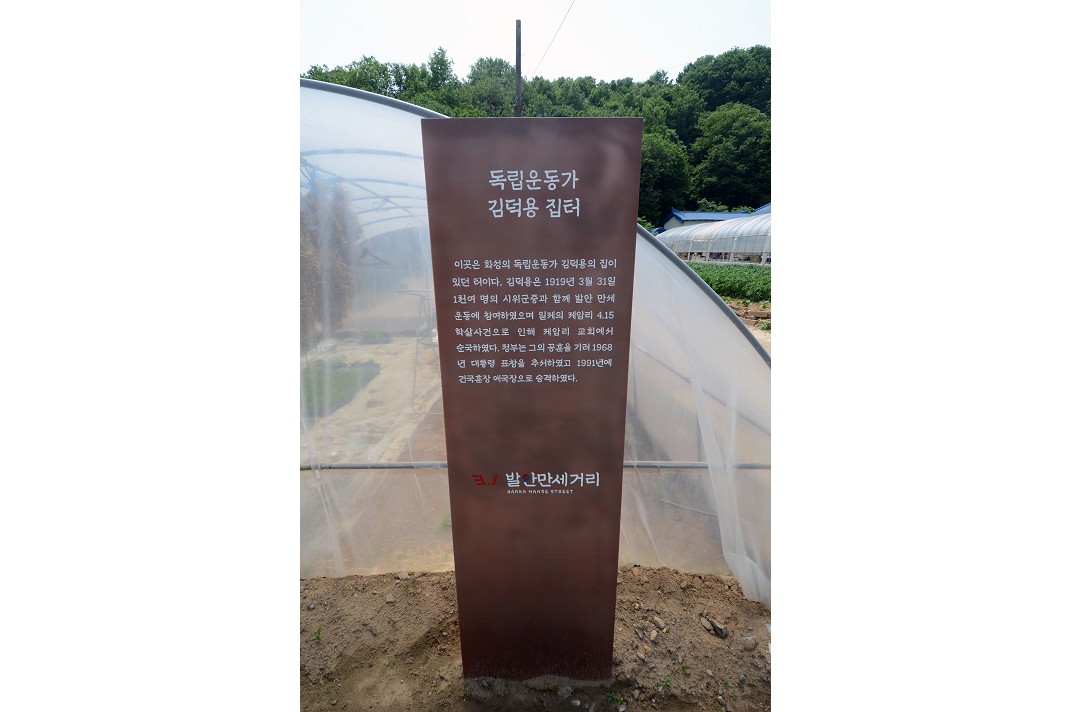 독립운동가
김덕용 집터
이곳은 화성의 독립운동가 김덕용의 집이
있던 터이다. 김덕용은 1919년 3월 31일
1천여 명의 시위군중과 함께 발안 만세
운동에 참여하였으며 일제의 제암리 4.15
학살사건으로 인해 제암리 교회에서
순국하였다. 정부는 그의 공훈을 기려 1968
년 대통령 표창을 추서하였고 1991년에
건국훈장 애국장으로 승격하였다.
3.1 발안만세거리
BARAN MANSE STREET